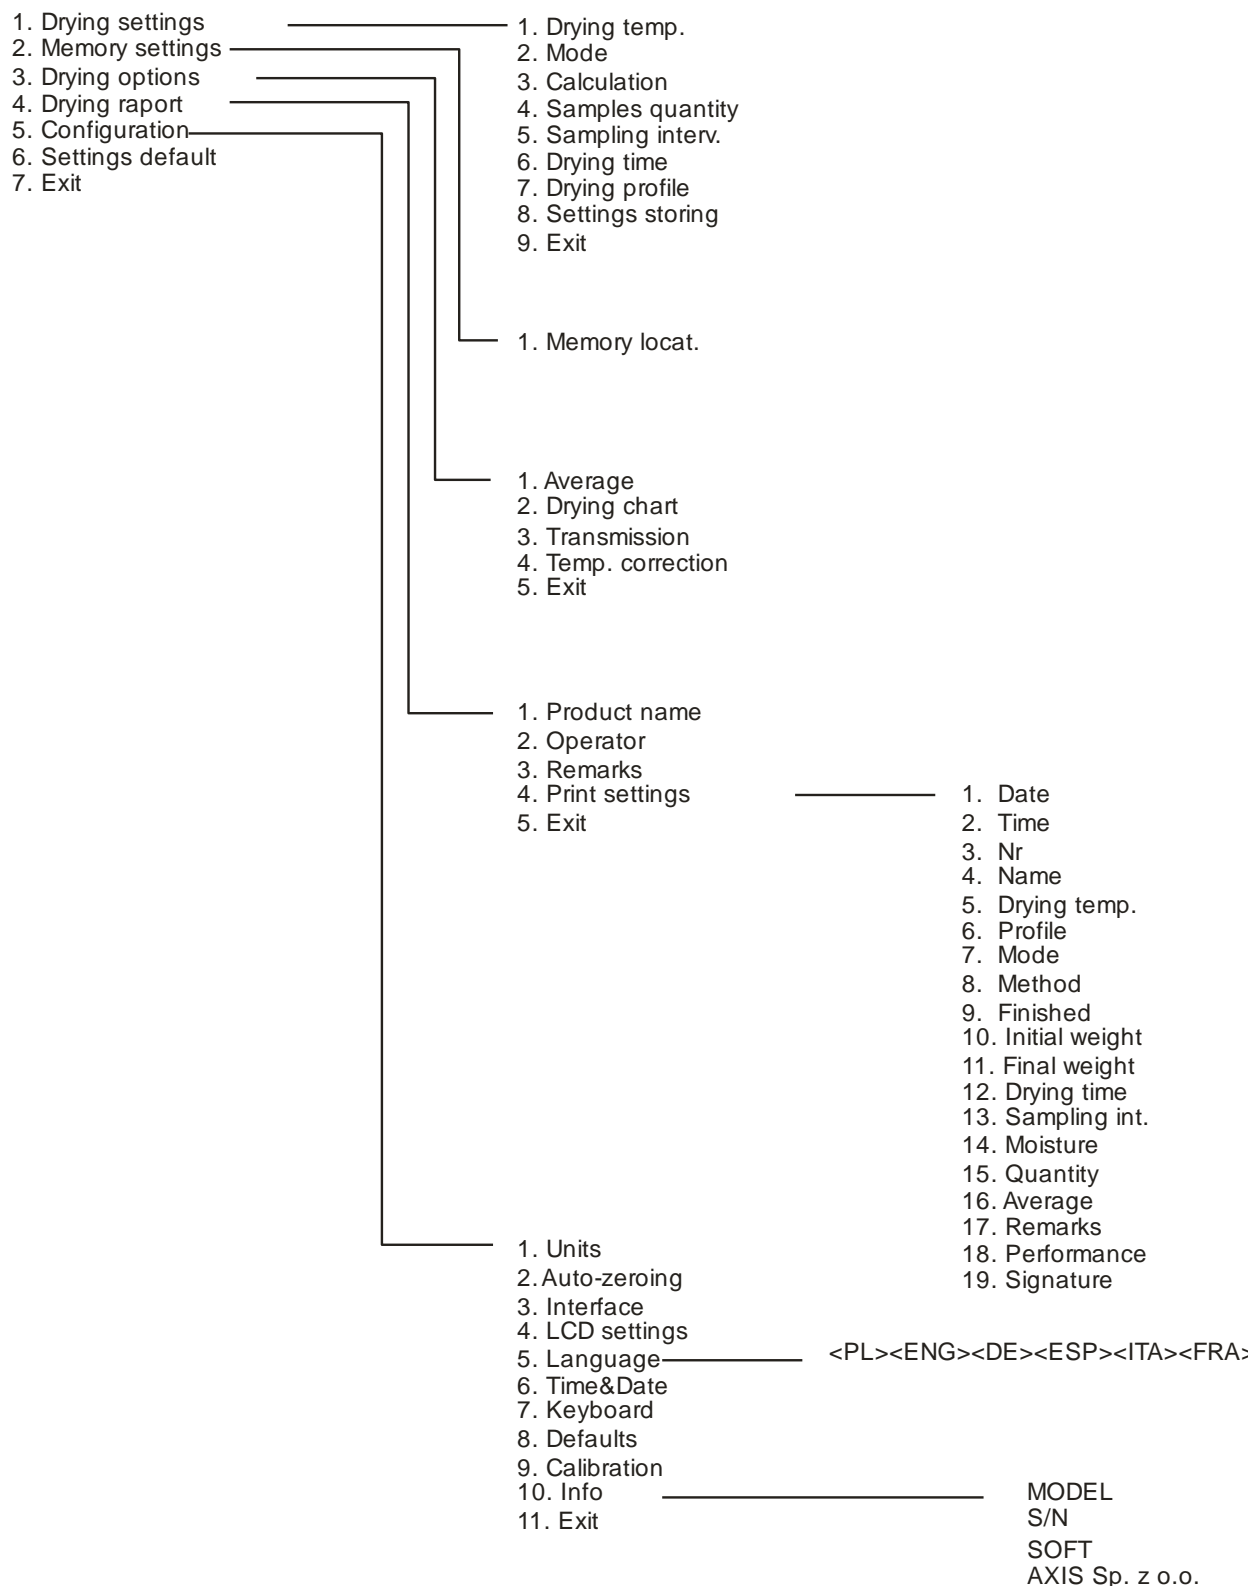 1. Drying settings
2. Memory settings
3. Drying options
4. Drying raport
5. Configuration
6. Settings default
7. Exit
1. Drying temp.
2. Mode
3. Calculation
4. Samples quantity
5. Sampling interv.
6. Drying time
7. Drying profile
8. Settings storing
9. Exit
1. Memory locat.
1. Average
2. Drying chart
3. Transmission
4. Temp. correction
5. Exit
1. Product name
2. Operator
3. Remarks
4. Print settings
5. Exit
1. Date
2. Time
3. Nr
4. Name
5. Drying temp.
6. Profile
7. Mode
8. Method
9. Finished
10. Initial weight
11. Final weight
12. Drying time
13. Sampling int.
14. Moisture
15. Quantity
16. Average
17. Remarks
18. Performance
19. Signature
1. Units
2. Auto-zeroing
3. Interface
4. LCD settings
5. Language
6. Time&Date
7. Keyboard
8. Defaults
9. Calibration
10. Info
11. Exit
<PL><ENG><DE><ESP><ITA><FRA>
MODEL
S/N
SOFT
AXIS Sp. z o.o.